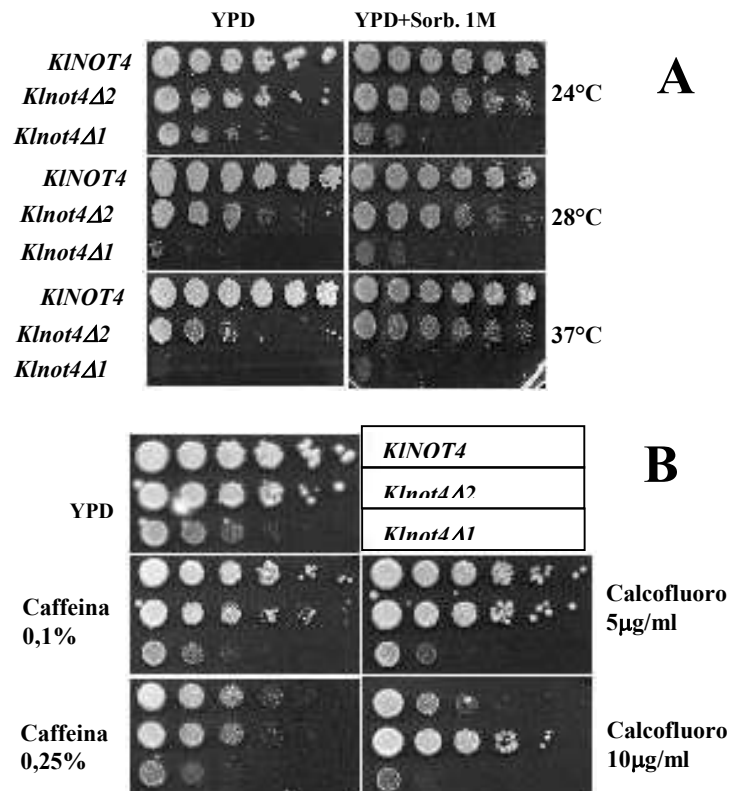 YPD YPD+Sorb. 1M
A
KlNOT4
Klnot4Δ2
Klnot4Δ1
24°C
KlNOT4
Klnot4Δ2
Klnot4Δ1
28°C
KlNOT4
Klnot4Δ2
Klnot4Δ1
37°C
B
YPD
KlNOT4
Klnot4Δ2
Klnot4Δ1
Caffeina
0,1%
Calcofluoro
5μg/ml
Caffeina
0,25%
Calcofluoro
10μg/ml